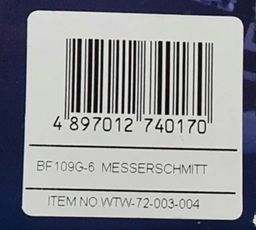 4 897012 740170
BF109G-6 MESSERSCHMITT
ITEM NO.WTW-72-003-004